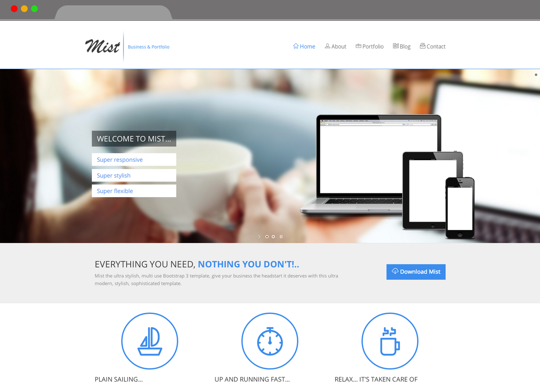 Mist
Business & Portfolio
Home About Portfolio Blog Contact
WELCOME TO MIST...
Super responsive
Super stylish
Super flexible
EVERYTHING YOU NEED, NOTHING YOU DON'T!..
Mist the ultra stylish, multi use Bootstrap 3 template, give your business the headstart it deserves with this ultra
modern, stylish, sophisticated template.
Download Mist
PLAIN SAILING...
UP AND RUNNING FAST...
RELAX... IT'S TAKEN CARE OF